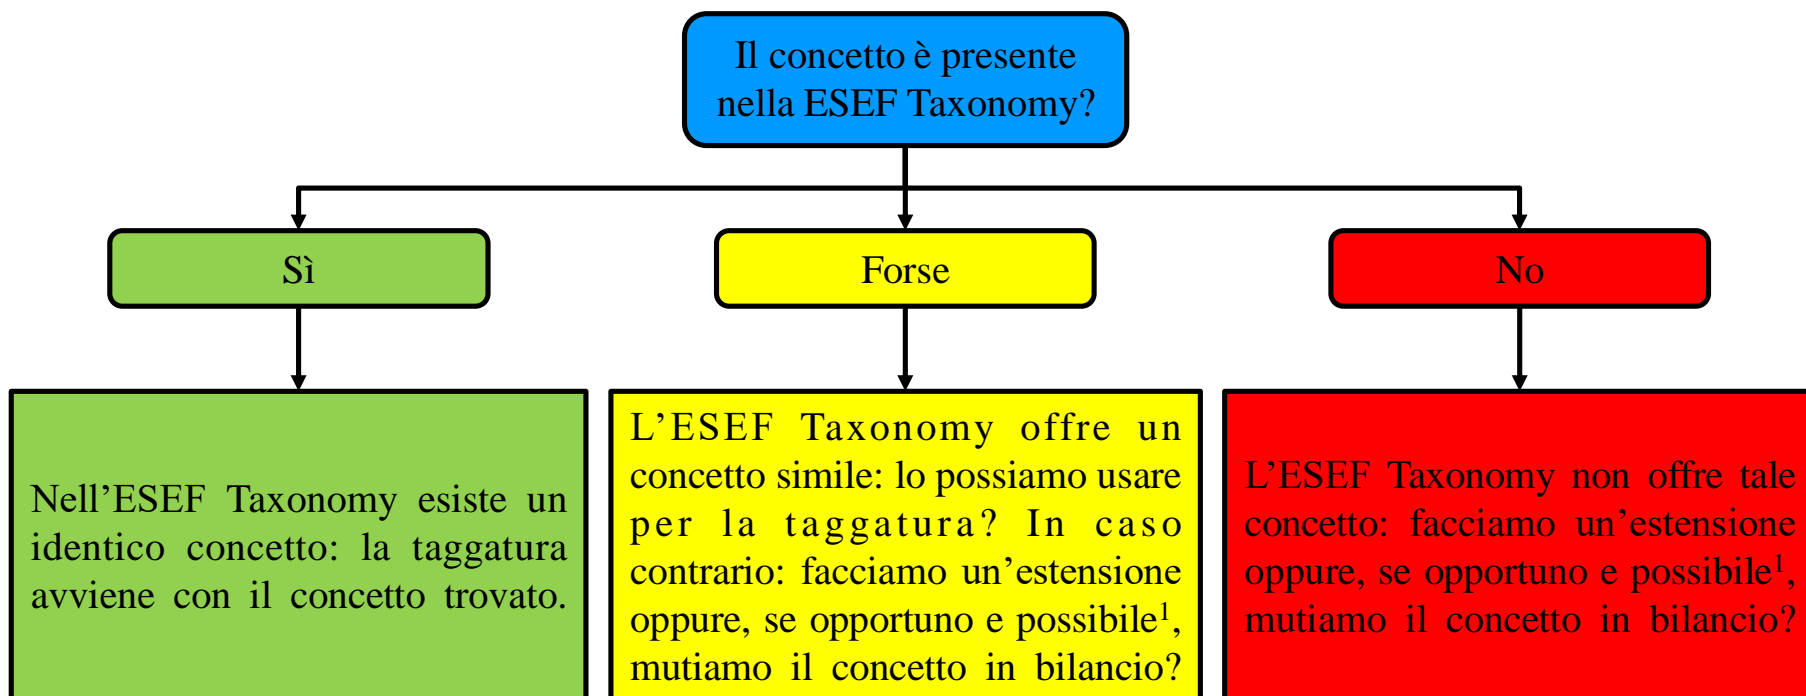 Il concetto è presente
nella ESEF Taxonomy?
Sì
Forse
No
Nell’ESEF Taxonomy esiste un
identico concetto: la taggatura
avviene con il concetto trovato.
L’ESEF Taxonomy offre un
concetto simile: lo possiamo usare
per la taggatura? In caso
contrario: facciamo un’estensione
oppure, se opportuno e possibile¹,
mutiamo il concetto in bilancio?
L’ESEF Taxonomy non offre tale
concetto: facciamo un’estensione
oppure, se opportuno e possibile¹,
mutiamo il concetto in bilancio?